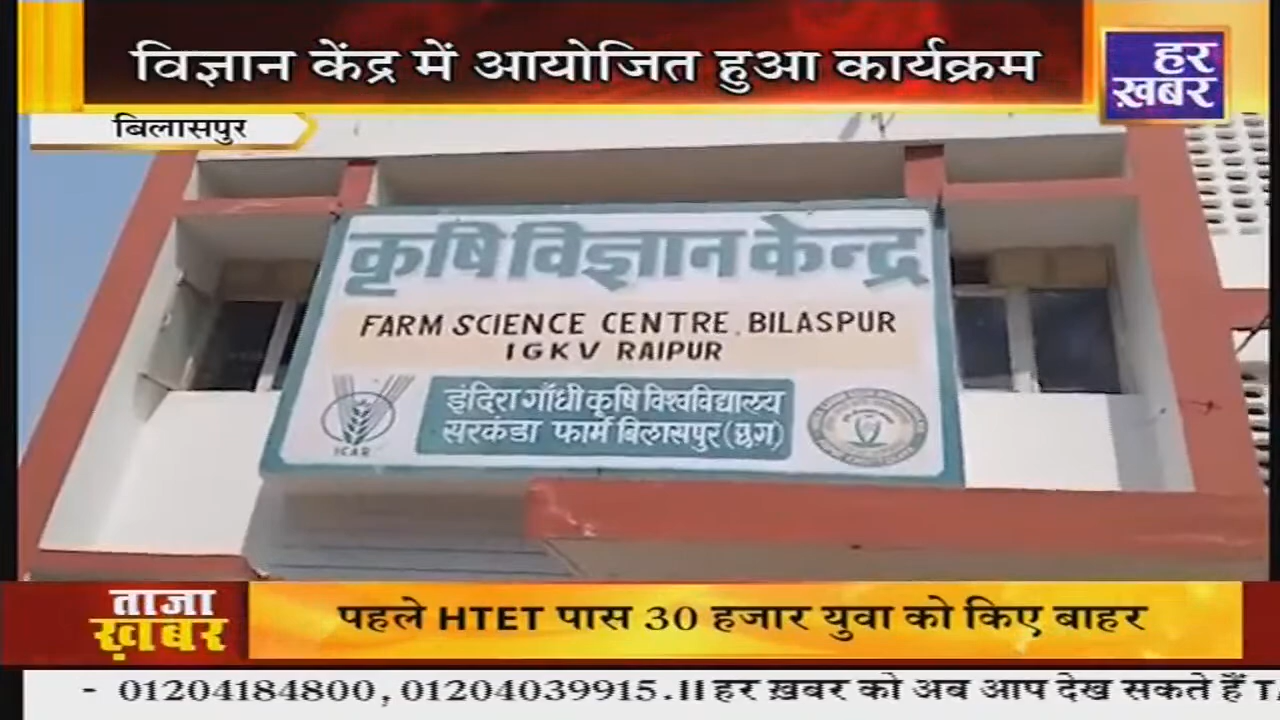 विज्ञान केंद्र में आयोजित हुआ कार्यक्रम
हर
ख़बर
बिलासपुर
कृषि विज्ञान केन्द्र
FARM SCIENCE CENTRE, BILASPUR
IGKV RAIPUR
इंदिरा गाँधी कृषि विश्वविद्यालय
सरकंडा फार्म बिलासपुर (छ.ग)
ICAR
ताजा
ख़बर
पहले HTET पास 30 हजार युवा को किए बाहर
- 01204184800, 01204039915.॥ हर ख़बर को अब आप देख सकते हैं